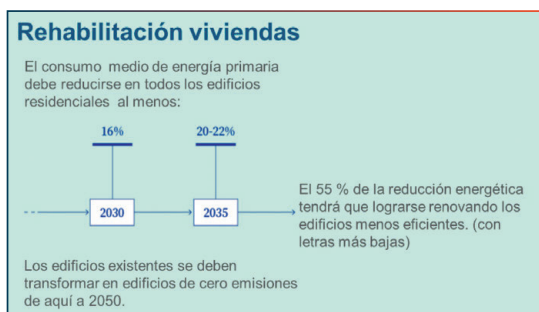 Rehabilitación viviendas
El consumo medio de energía primaria
debe reducirse en todos los edificios
residenciales al menos:
16%
20-22%
2030
2035
El 55 % de la reducción energética
tendrá que lograrse renovando los
edificios menos eficientes. (con
letras más bajas)
Los edificios existentes se deben
transformar en edificios de cero emisiones
de aquí a 2050.